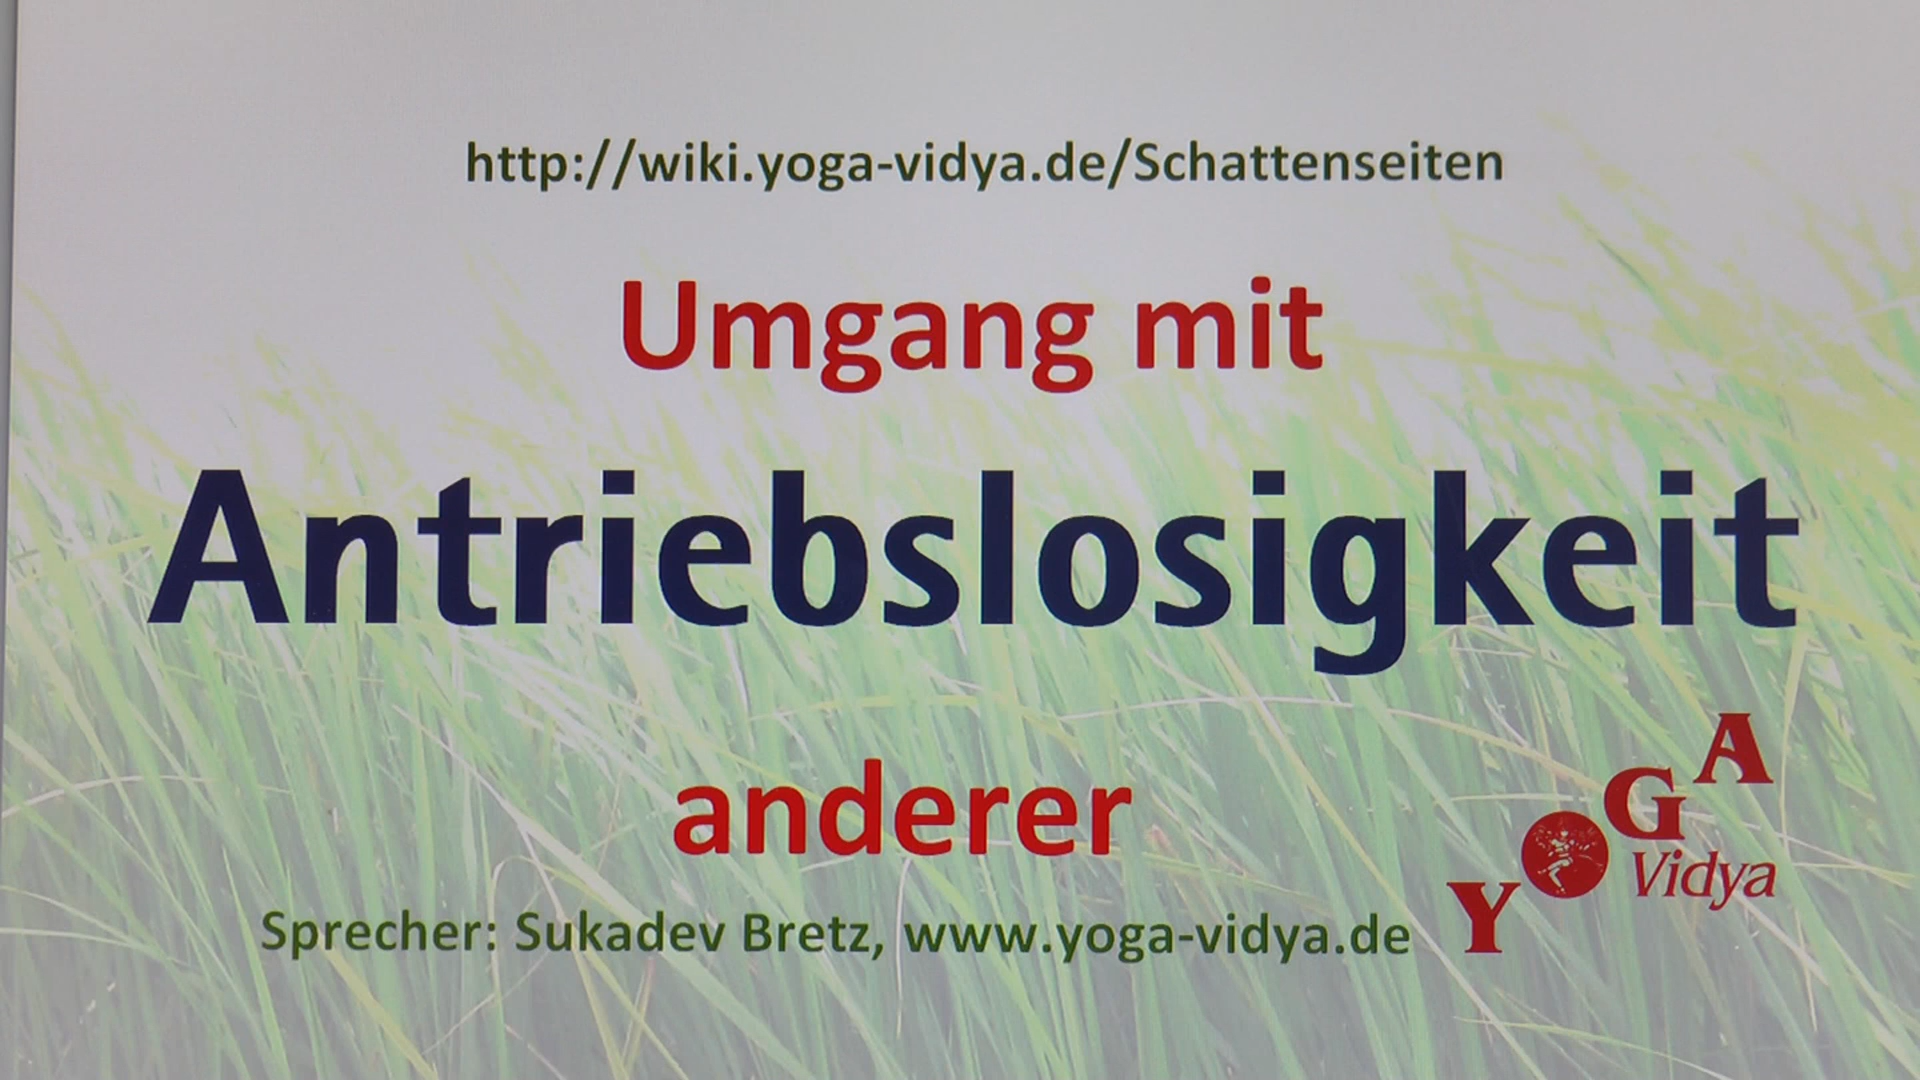 http://wiki.yoga-vidya.de/Schattenseiten
Umgang mit
Antriebslosigkeit
anderer
YOGA
Vidya
Sprecher: Sukadev Bretz, www.yoga-vidya.de